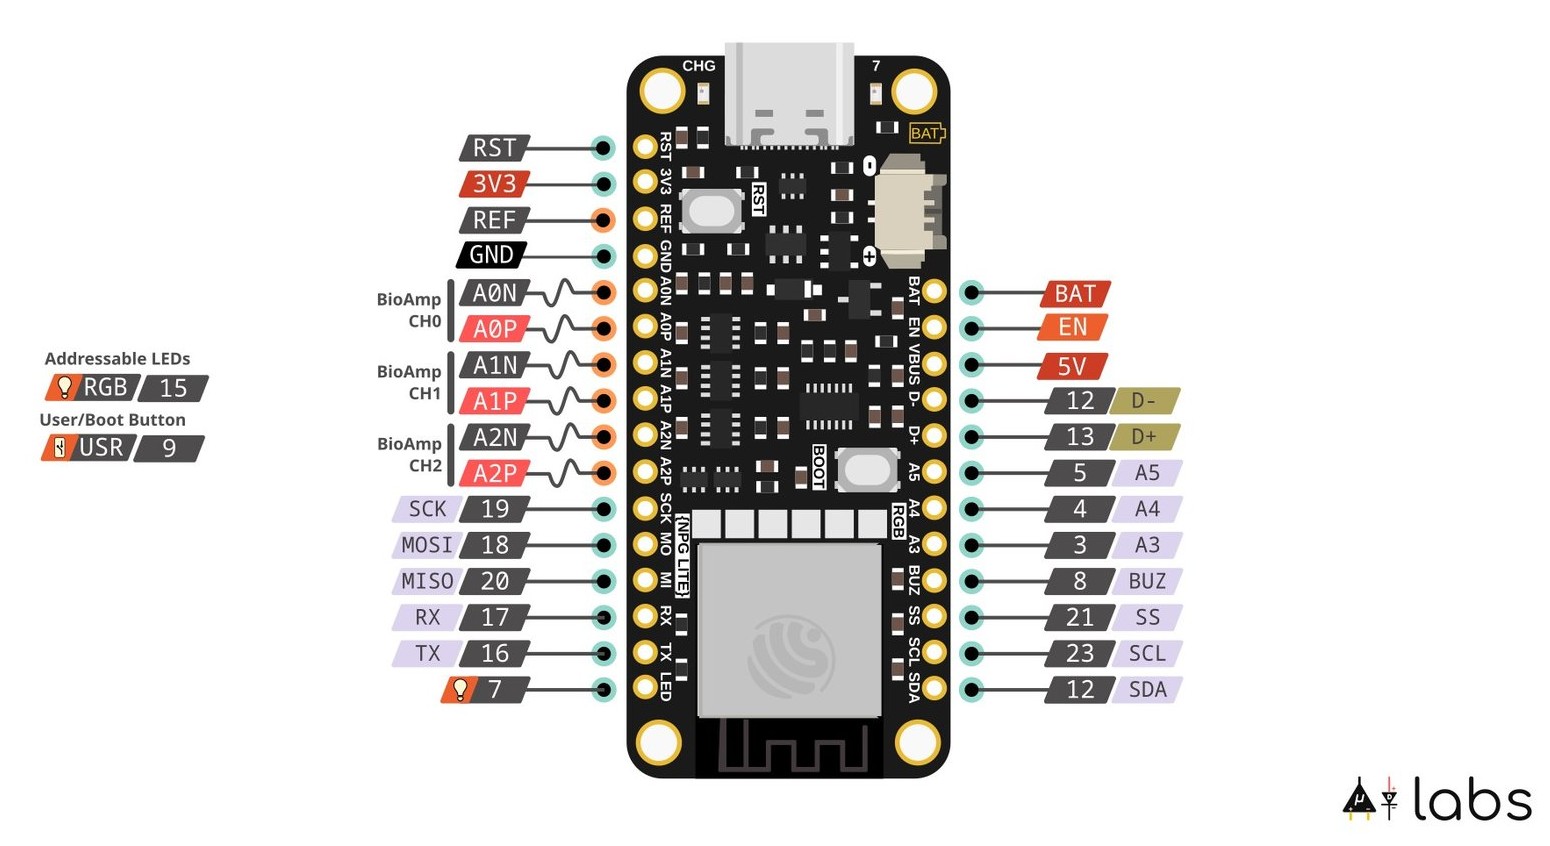 Addressable LEDs
RGB 15
User/Boot Button
USR 9
RST
3V3
REF
GND
BioAmp
CH0
A0N
A0P
BioAmp
CH1
A1N
A1P
BioAmp
CH2
A2N
A2P
SCK 19
MOSI 18
MISO 20
RX 17
TX 16
7
CHG
7
BAT
-
+
RST
3V3
REF
GND
A0N
A0P
A1N
A1P
A2N
A2P
SCK
MO
MI
RX
TX
LED
RST
BOOT
{NPG LITE}
RGB
BAT
EN
VBUS
D-
D+
A5
A4
A3
BUZ
SS
SCL
SDA
BAT
EN
5V
12 D-
13 D+
5 A5
4 A4
3 A3
8 BUZ
21 SS
23 SCL
12 SDA
μ labs